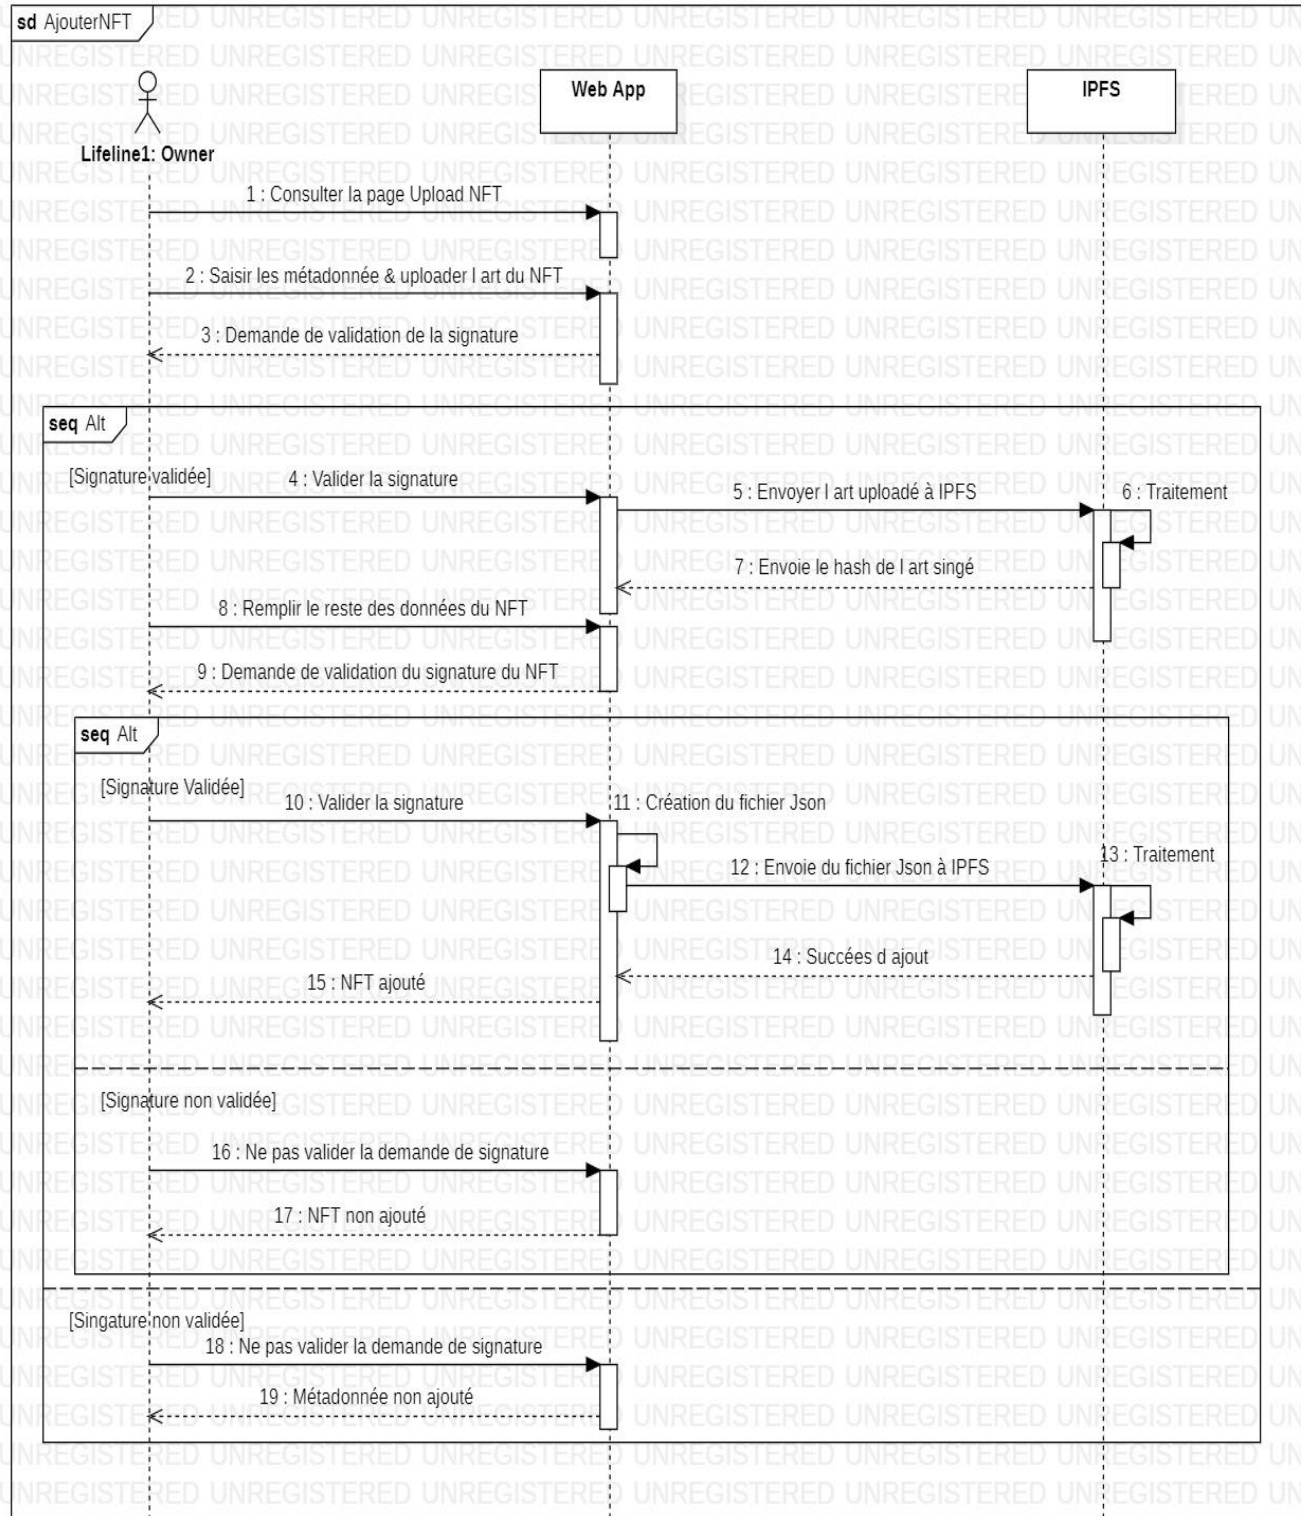 sd AjouterNFT
Web App
IPFS
Lifeline1: Owner
1 : Consulter la page Upload NFT
2 : Saisir les métadonnée & uploader l art du NFT
3 : Demande de validation de la signature
seq Alt
[Signature validée]
4 : Valider la signature
5 : Envoyer l art uploadé à IPFS
6 : Traitement
7 : Envoie le hash de l art singé
8 : Remplir le reste des données du NFT
9 : Demande de validation du signature du NFT
seq Alt
[Signature Validée]
10 : Valider la signature
11 : Création du fichier Json
12 : Envoie du fichier Json à IPFS
13 : Traitement
14 : Succées d ajout
15 : NFT ajouté
[Signature non validée]
16 : Ne pas valider la demande de signature
17 : NFT non ajouté
[Singature non validée]
18 : Ne pas valider la demande de signature
19 : Métadonnée non ajouté
UNREGISTERED